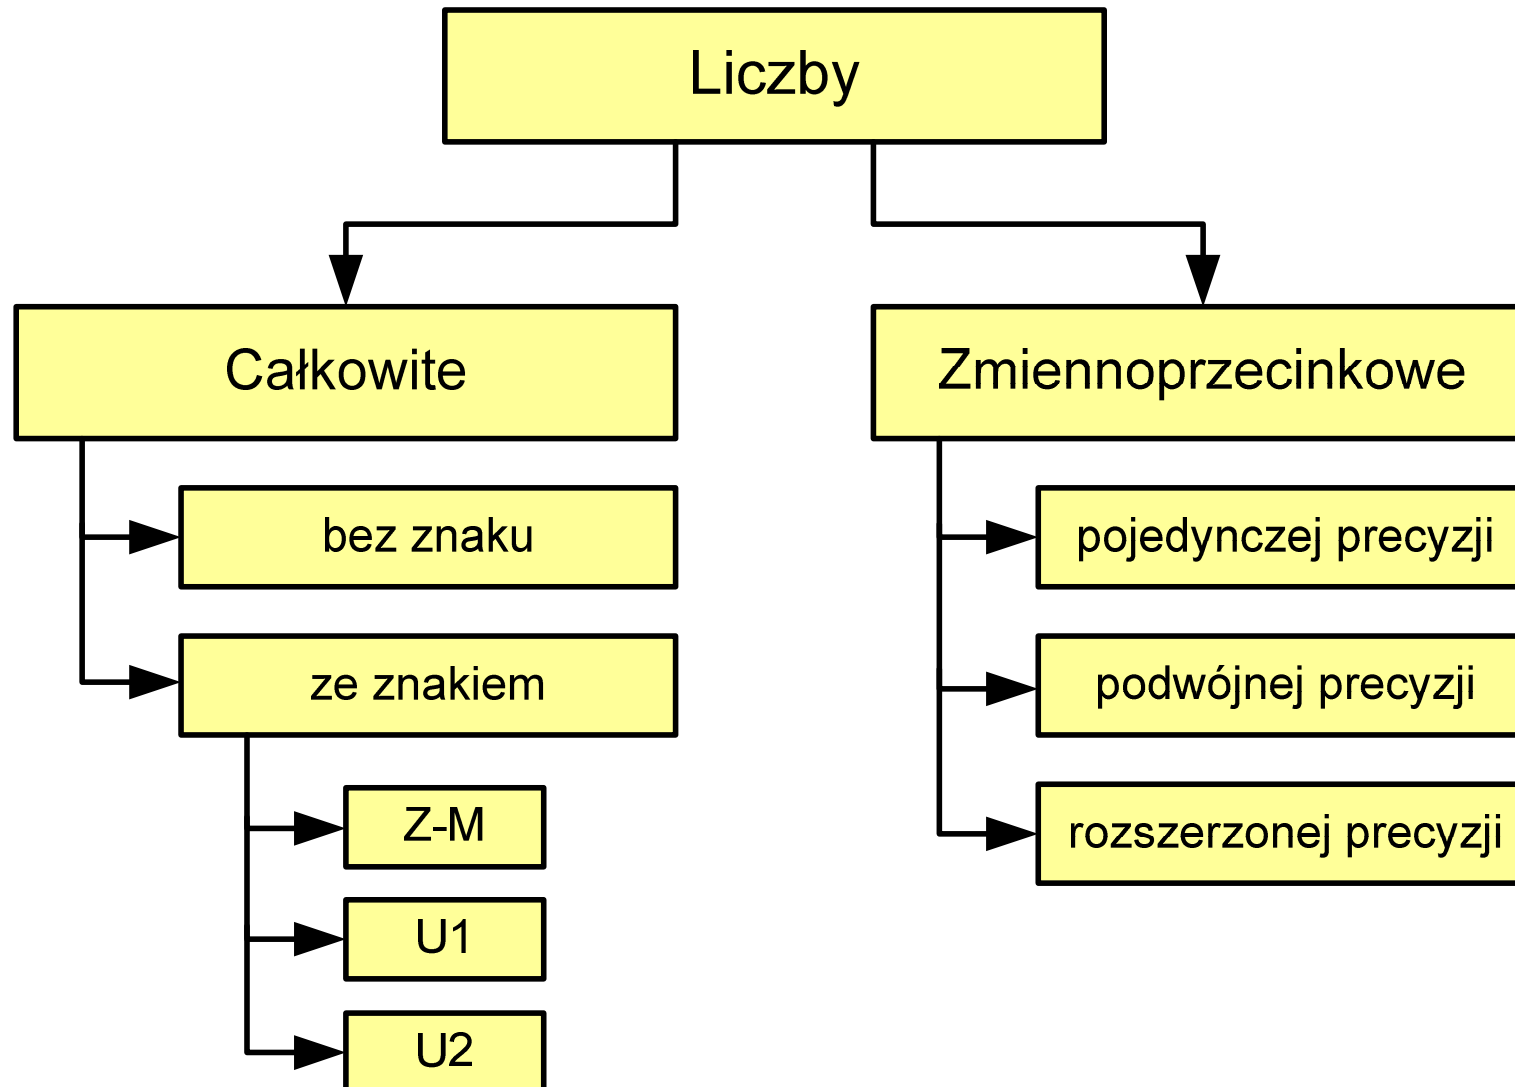 Liczby
Całkowite
bez znaku
ze znakiem
Z-M
U1
U2
Zmiennoprzecinkowe
pojedynczej precyzji
podwójnej precyzji
rozszerzonej precyzji